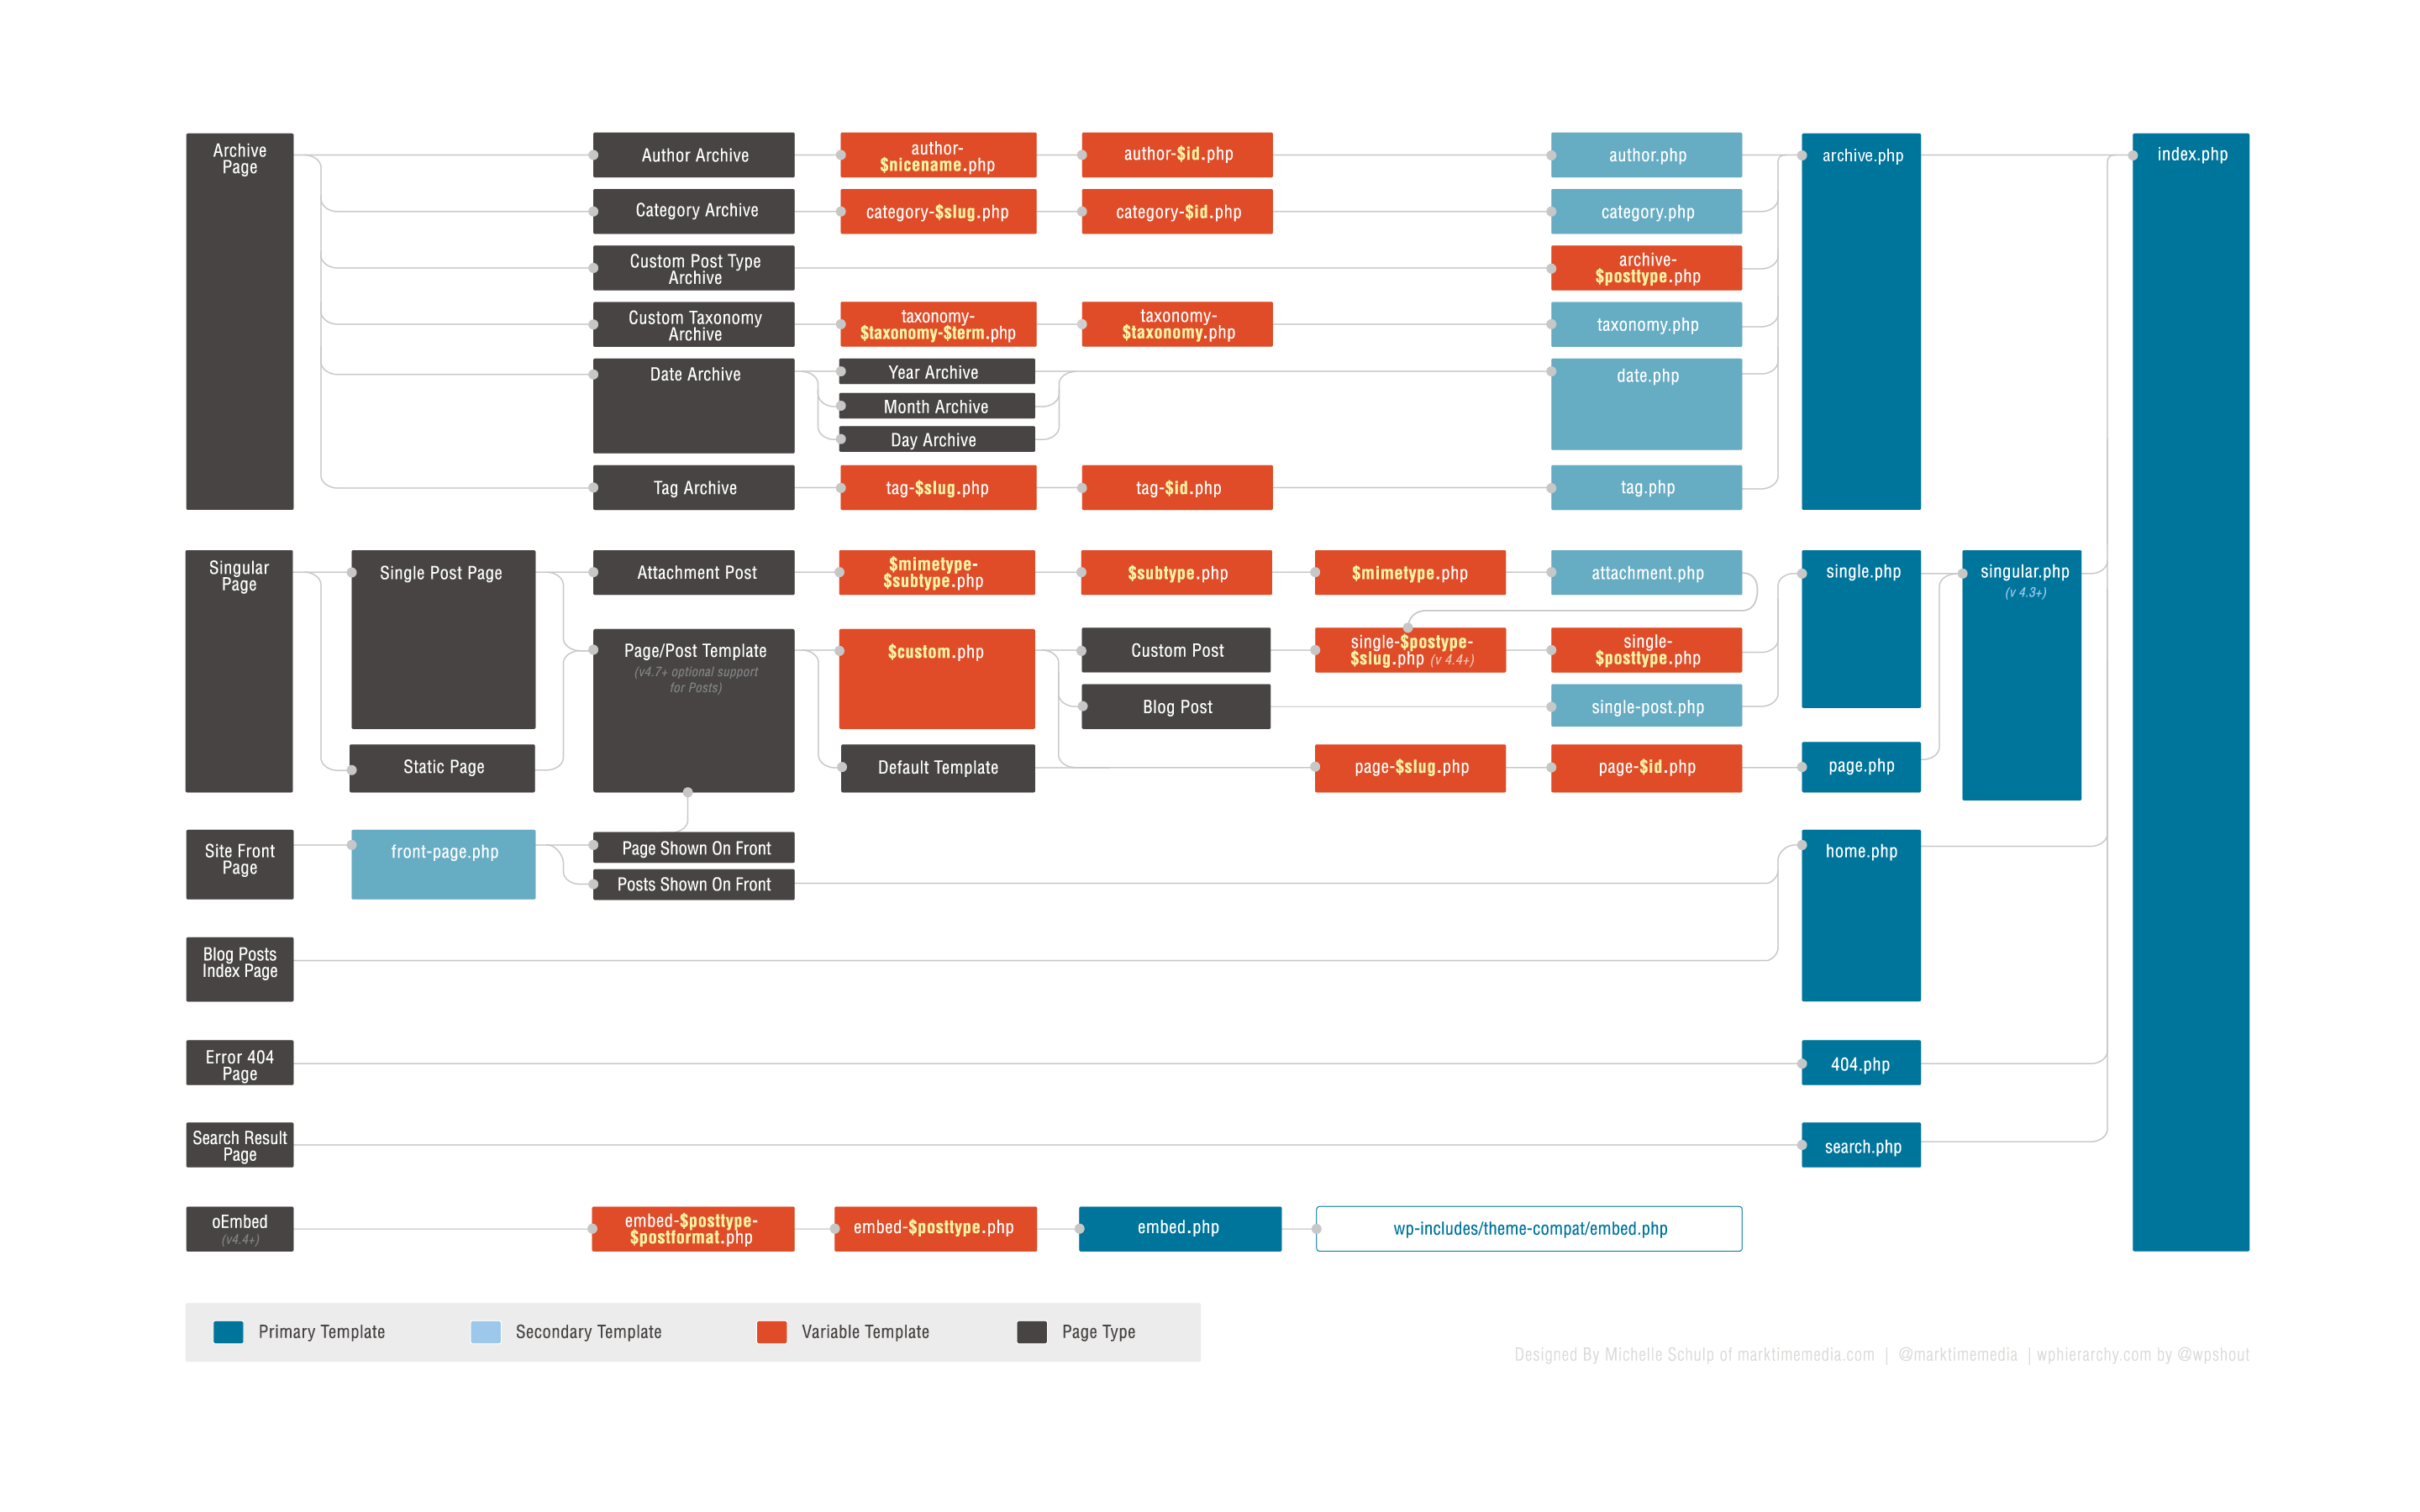 Archive
Page
Author Archive
author-
$nicename.php
author-$id.php
author.php
archive.php
index.php
Category Archive
category-$slug.php
category-$id.php
category.php
Custom Post Type
Archive
archive-
$posttype.php
Custom Taxonomy
Archive
taxonomy-
$taxonomy-$term.php
taxonomy-
$taxonomy.php
taxonomy.php
Date Archive
Year Archive
date.php
Month Archive
Day Archive
Tag Archive
tag-$slug.php
tag-$id.php
tag.php
Singular
Page
Single Post Page
Attachment Post
$mimetype-
$subtype.php
$subtype.php
$mimetype.php
attachment.php
single.php
singular.php
(v 4.3+)
Page/Post Template
(v4.7+ optional support
for Posts)
$custom.php
Custom Post
single-$postype-
$slug.php (v 4.4+)
single-
$posttype.php
Blog Post
single-post.php
Static Page
Default Template
page-$slug.php
page-$id.php
page.php
Site Front
Page
front-page.php
Page Shown On Front
Posts Shown On Front
home.php
Blog Posts
Index Page
Error 404
Page
404.php
Search Result
Page
search.php
oEmbed
(v4.4+)
embed-$posttype-
$postformat.php
embed-$posttype.php
embed.php
wp-includes/theme-compat/embed.php
Primary Template
Secondary Template
Variable Template
Page Type
Designed By Michelle Schulp of marktimemedia.com | @marktimemedia | wphierarchy.com by @wpshout